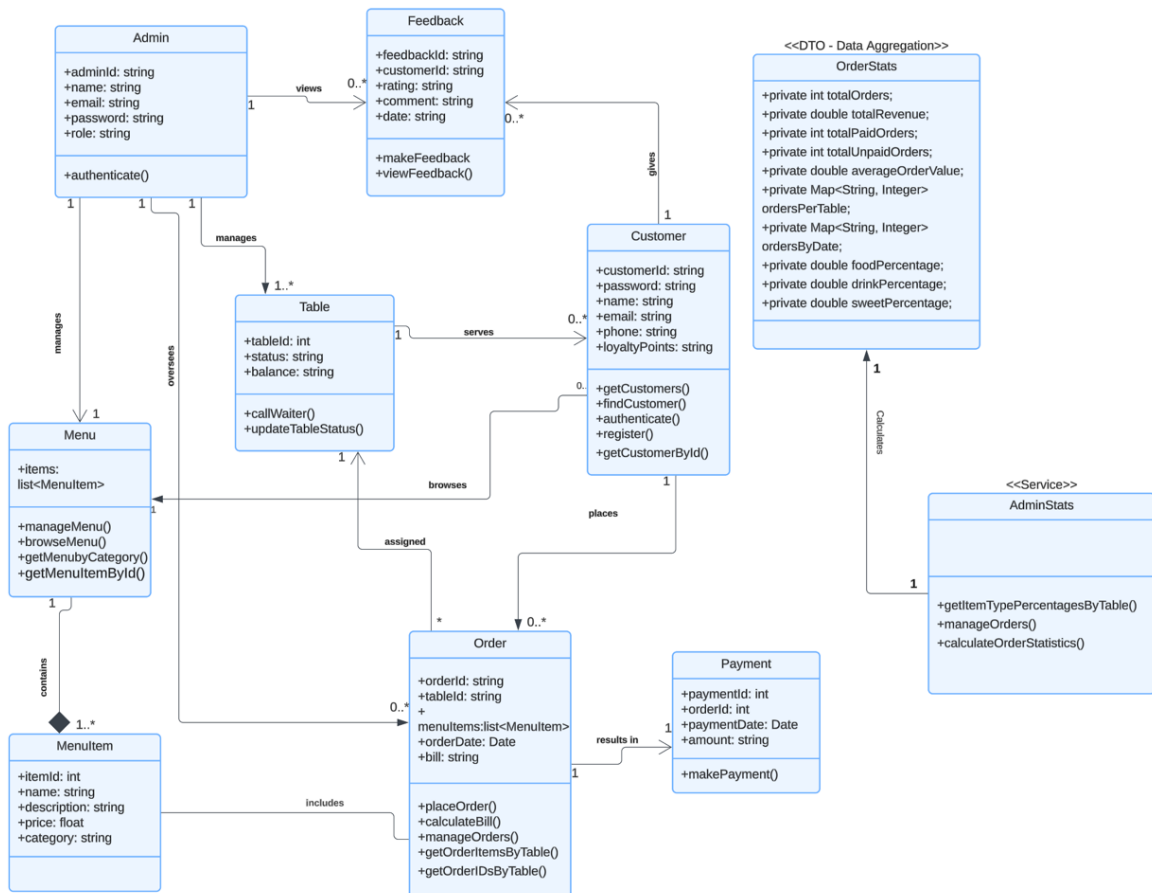 Admin
+adminId: string
+name: string
+email: string
+password: string
+role: string
+authenticate()
1
views
0..*
Feedback
+feedbackId: string
+customerId: string
+rating: string
+comment: string
+date: string
+makeFeedback
+viewFeedback()
0..*
gives
1
<<DTO - Data Aggregation>>
OrderStats
+private int totalOrders;
+private double totalRevenue;
+private int totalPaidOrders;
+private int totalUnpaidOrders;
+private double averageOrderValue;
+private Map<String, Integer>
ordersPerTable;
+private Map<String, Integer>
ordersByDate;
+private double foodPercentage;
+private double drinkPercentage;
+private double sweetPercentage;
1
Calculates
1
1
1
1
manages
oversees
manages
1..*
Table
+tableId: int
+status: string
+balance: string
+callWaiter()
+updateTableStatus()
1
serves
0..*
Customer
+customerId: string
+password: string
+name: string
+email: string
+phone: string
+loyaltyPoints: string
+getCustomers()
+findCustomer()
+authenticate()
+register()
+getCustomerById()
0..
browses
1
1
places
0..*
1
Menu
+items:
list<MenuItem>
+manageMenu()
+browseMenu()
+getMenubyCategory()
+getMenuItemById()
1
contains
1..*
1
assigned
*
<<Service>>
AdminStats
+getItemTypePercentagesByTable()
+manageOrders()
+calculateOrderStatistics()
1
MenuItem
+itemId: int
+name: string
+description: string
+price: float
+category: string
includes
0..*
Order
+orderId: string
+tableId: string
+
menuItems:list<MenuItem>
+orderDate: Date
+bill: string
+placeOrder()
+calculateBill()
+manageOrders()
+getOrderItemsByTable()
+getOrderIDsByTable()
1
results in
1
Payment
+paymentId: int
+orderId: int
+paymentDate: Date
+amount: string
+makePayment()